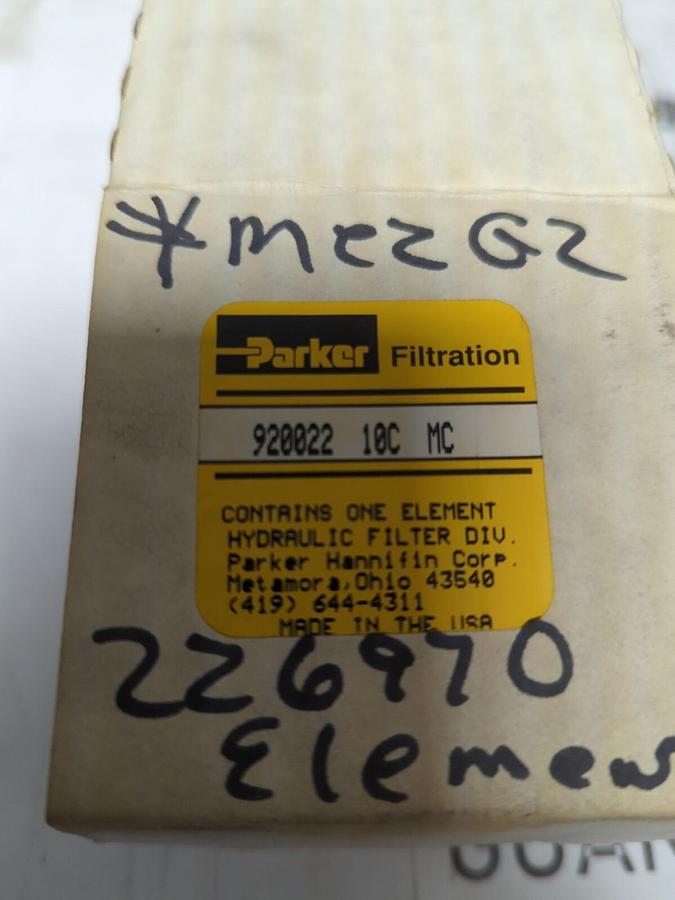 * mezG2
Parker Filtration
920022 10C MC
CONTAINS ONE ELEMENT
HYDRAULIC FILTER DIV.
Parker Hannifin Corp.
Metamora, Ohio 43540
(419) 644-4311
MADE IN THE USA
226970